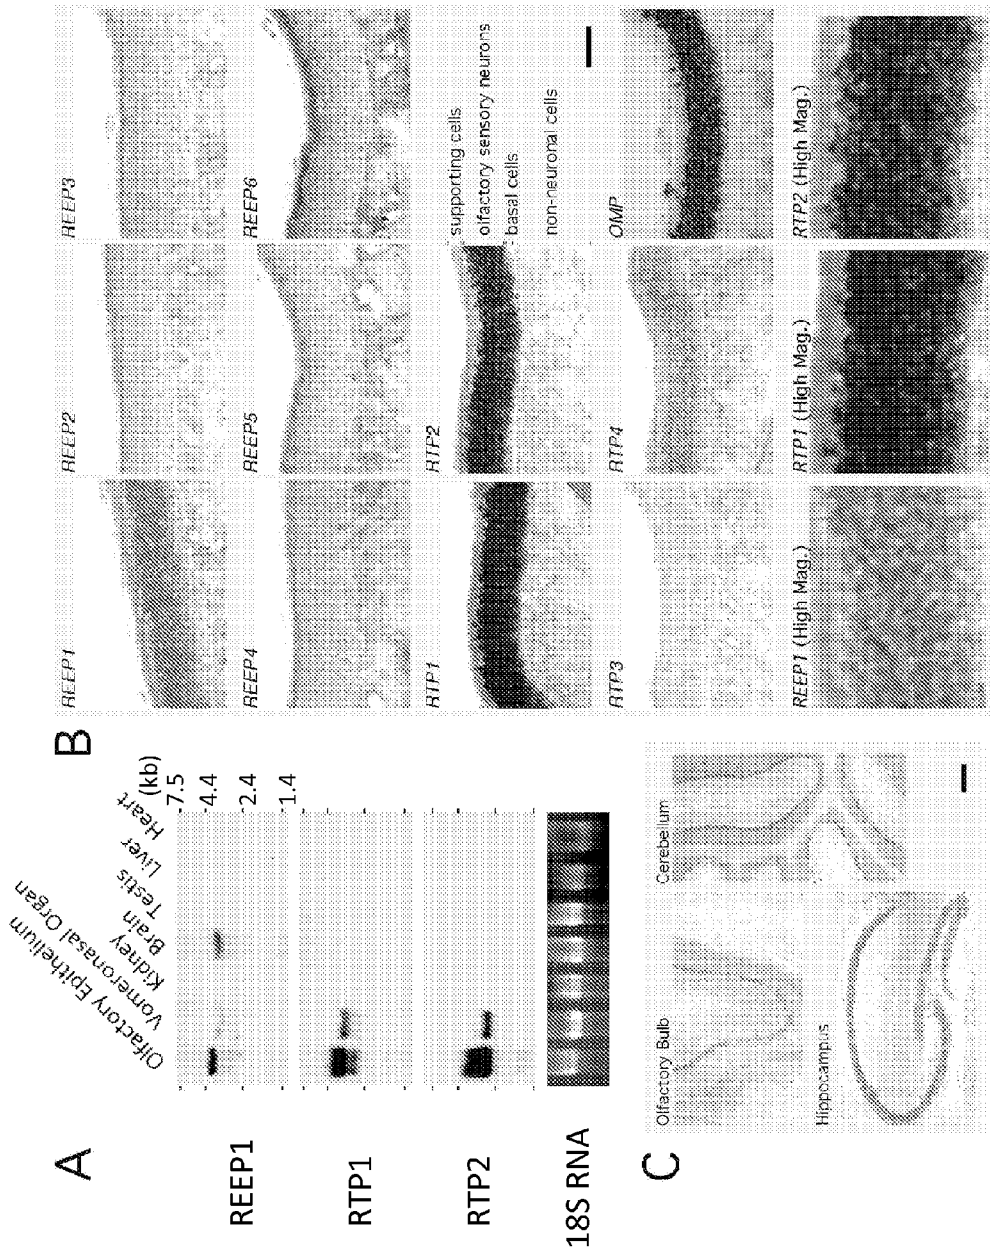 A
Olfactory Epithelium
Vomeronasal Organ
Kidney
Brain
Testis
Liver
Heart
(kb)
7.5
4.4
2.4
1.4
REEP1
RTP1
RTP2
18S RNA
B
REEP1
REEP2
REEP3
REEP4
REEP5
REEP6
RTP1
RTP2
supporting cells
olfactory sensory neurons
basal cells
non-neuronal cells
RTP3
RTP4
OMP
REEP1 (High Mag.)
RTP1 (High Mag.)
RTP2 (High Mag.)
C
Olfactory Bulb
Cerebellum
Hippocampus